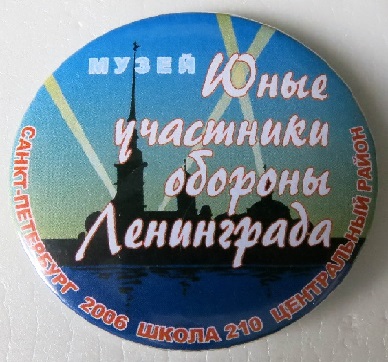 МУЗЕЙ
Юные
участники
обороны
Ленинграда
САНКТ-ПЕТЕРБУРГ 2006 ШКОЛА 210 ЦЕНТРАЛЬНЫЙ РАЙОН